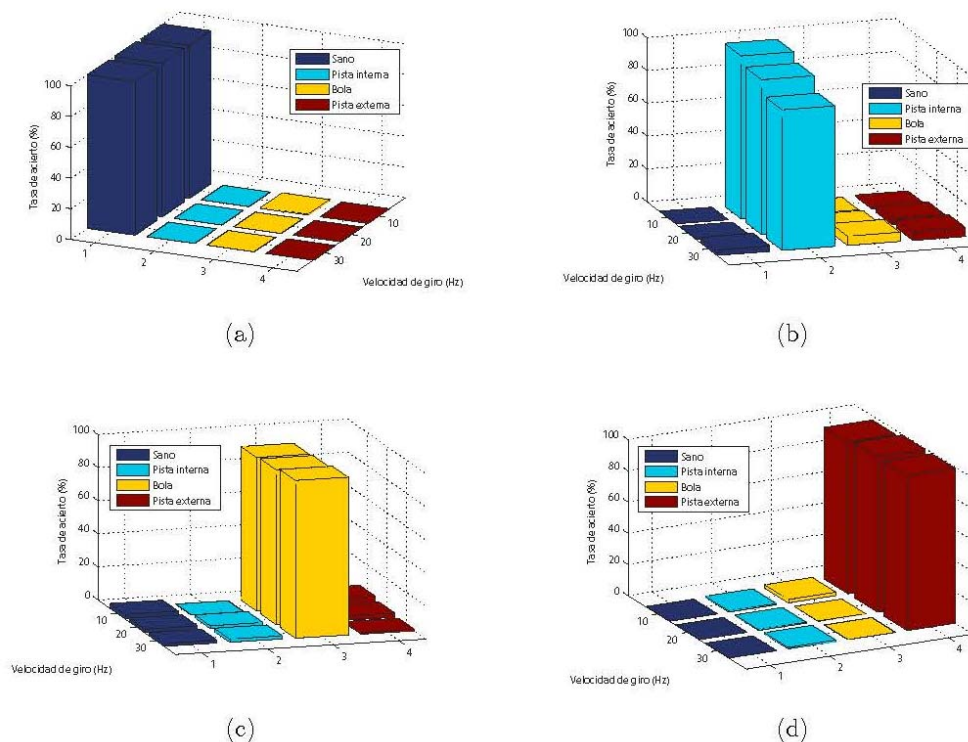 100
80
60
40
20
0
Tasa de acierto (%)
Sano
Pista interna
Bola
Pista externa
1
2
3
4
10
20
30
Velocidad de giro (Hz)
(a)
100
80
60
40
20
0
Tasa de acierto (%)
Sano
Pista interna
Bola
Pista externa
10
20
30
Velocidad de giro (Hz)
1
2
3
4
(b)
100
80
60
40
20
0
Tasa de acierto (%)
Sano
Pista interna
Bola
Pista externa
10
20
30
Velocidad de giro (Hz)
1
2
3
4
(c)
100
80
60
40
20
0
Tasa de acierto (%)
Sano
Pista interna
Bola
Pista externa
10
20
30
Velocidad de giro (Hz)
1
2
3
4
(d)